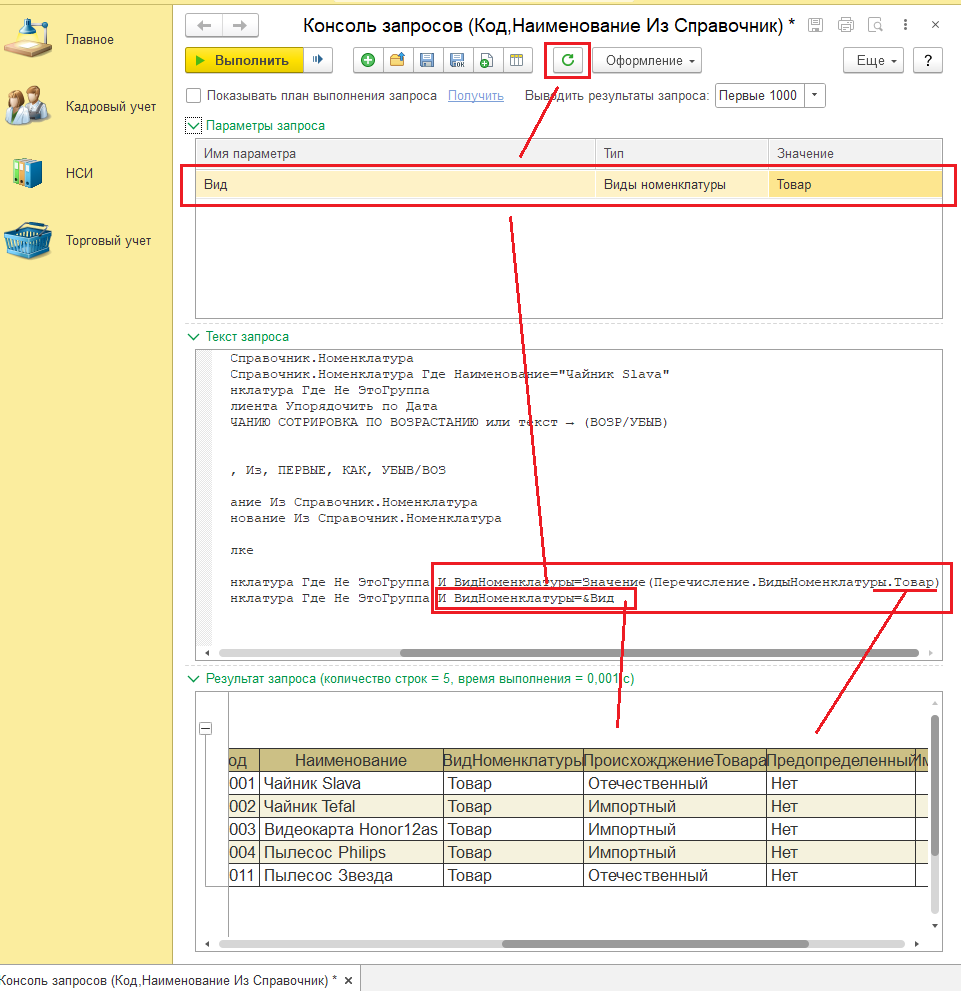 Консоль запросов (Код,Наименование Из Справочник) *
Главное
Кадровый учет
НСИ
Торговый учет
Выполнить
Оформление
Еще
?
Показывать план выполнения запроса Получить Выводить результаты запроса: Первые 1000
Параметры запроса
Имя параметра Тип Значение
Вид Виды номенклатуры Товар
Текст запроса
Справочник.Номенклатура
Справочник.Номенклатура Где Наименование="Чайник Slava"
нклатура Где Не ЭтоГруппа
лиента Упорядочить по Дата
ЧАНИЮ СОТРИРОВКА ПО ВОЗРАСТАНИЮ или текст → (ВОЗР/УБЫВ)
, Из, ПЕРВЫЕ, КАК, УБЫВ/ВОЗ
ание Из Справочник.Номенклатура
нование Из Справочник.Номенклатура
лке
нклатура Где Не ЭтоГруппа И ВидНоменклатуры=Значение(Перечисление.ВидыНоменклатуры.Товар)
нклатура Где Не ЭтоГруппа И ВидНоменклатуры=&Вид
Результат запроса (количество строк = 5, время выполнения = 0,001 с)
од Наименование ВидНоменклатуры ПроисхожджениеТовара Предопределенный
001 Чайник Slava Товар Отечественный Нет
002 Чайник Tefal Товар Импортный Нет
003 Видеокарта Honor12as Товар Импортный Нет
004 Пылесос Philips Товар Импортный Нет
011 Пылесос Звезда Товар Отечественный Нет
Консоль запросов (Код,Наименование Из Справочник) *